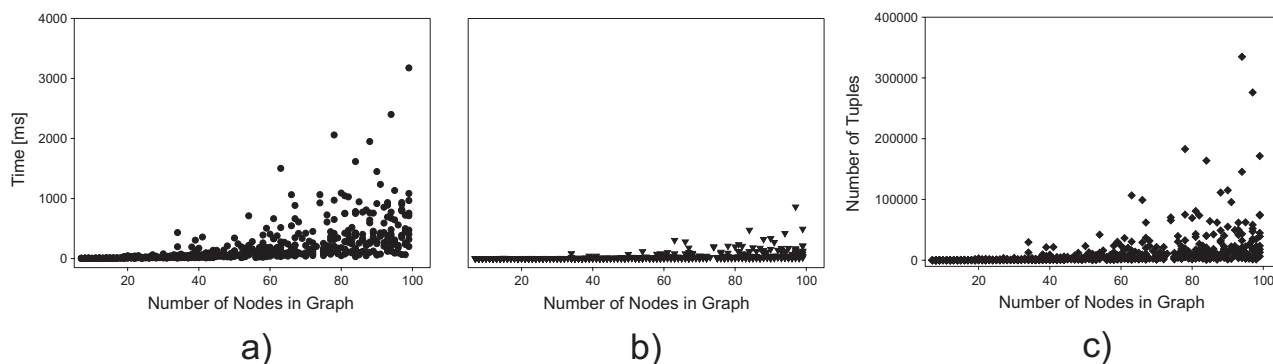 4000
3000
2000
1000
0
Time [ms]
20 40 60 80 100
Number of Nodes in Graph
a)
20 40 60 80 100
Number of Nodes in Graph
b)
400000
300000
200000
100000
0
Number of Tuples
20 40 60 80 100
Number of Nodes in Graph
c)